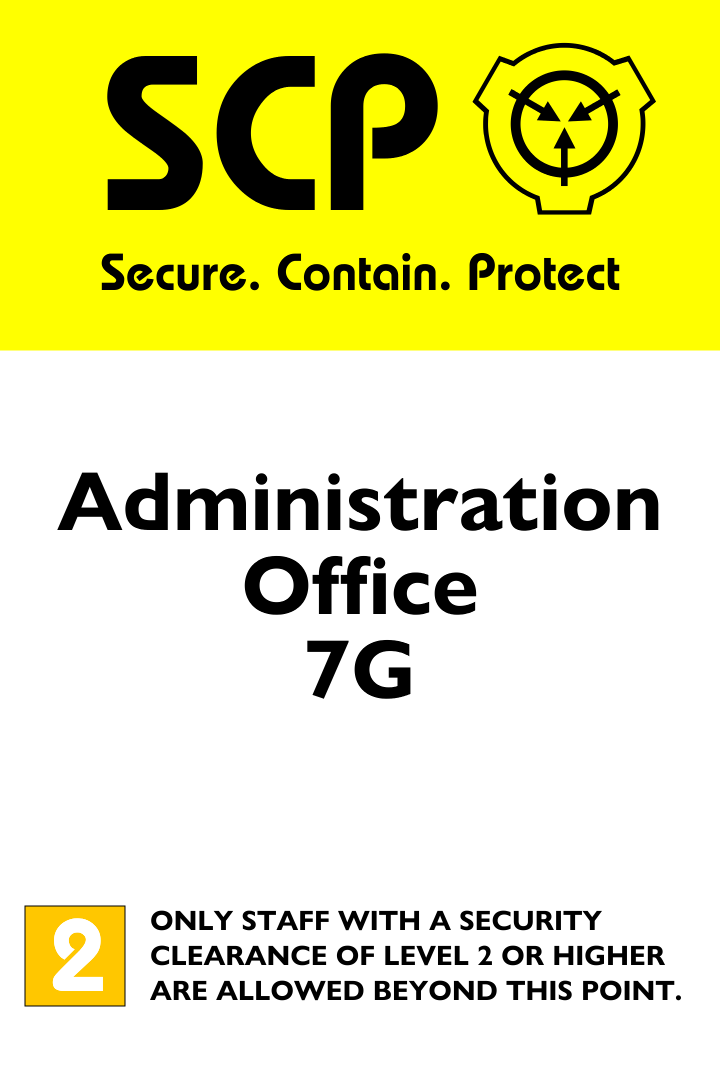 SCP
Secure. Contain. Protect
Administration
Office
7G
2
ONLY STAFF WITH A SECURITY
CLEARANCE OF LEVEL 2 OR HIGHER
ARE ALLOWED BEYOND THIS POINT.